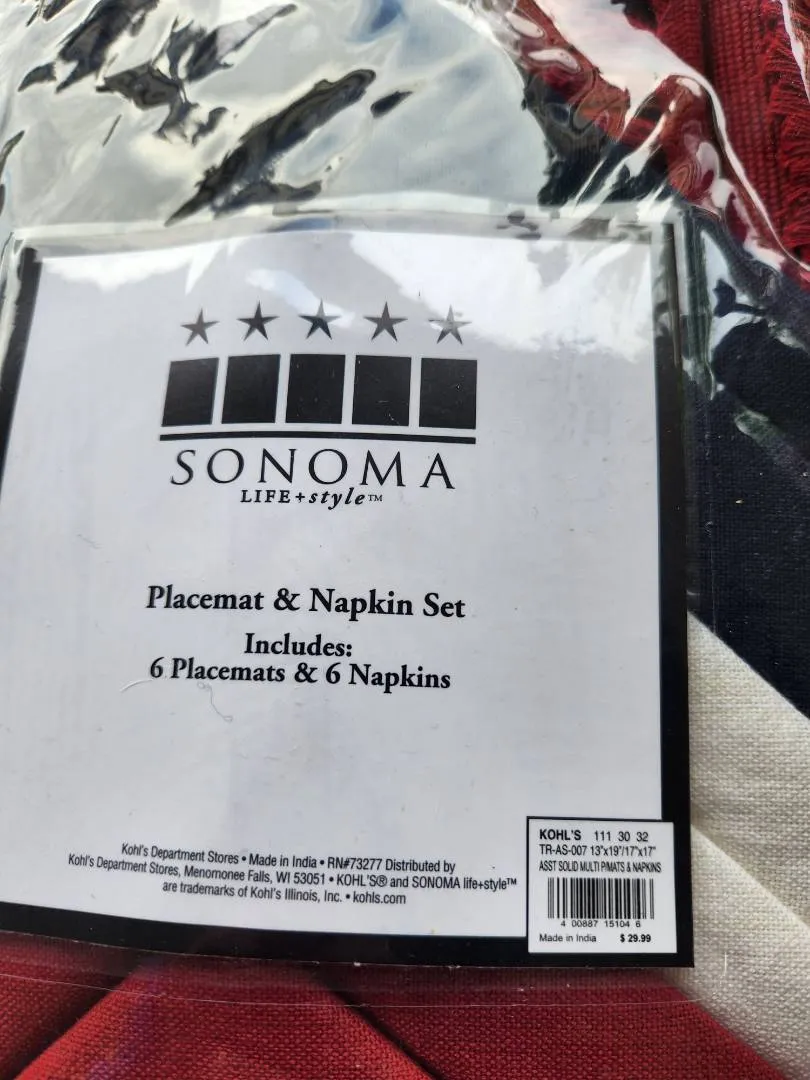 SONOMA
LIFE+style™
Placemat & Napkin Set
Includes:
6 Placemats & 6 Napkins
Kohl's Department Stores • Made in India • RN#73277 Distributed by
Kohl's Department Stores, Menomonee Falls, WI 53051 • KOHL'S® and SONOMA life+style™
are trademarks of Kohl's Illinois, Inc. • kohls.com
KOHL'S 111 30 32
TR-AS-007 13"x19"/17"x17"
ASST SOLID MULTI P/MATS & NAPKINS
4 00887 15104 6
Made in India $ 29.99